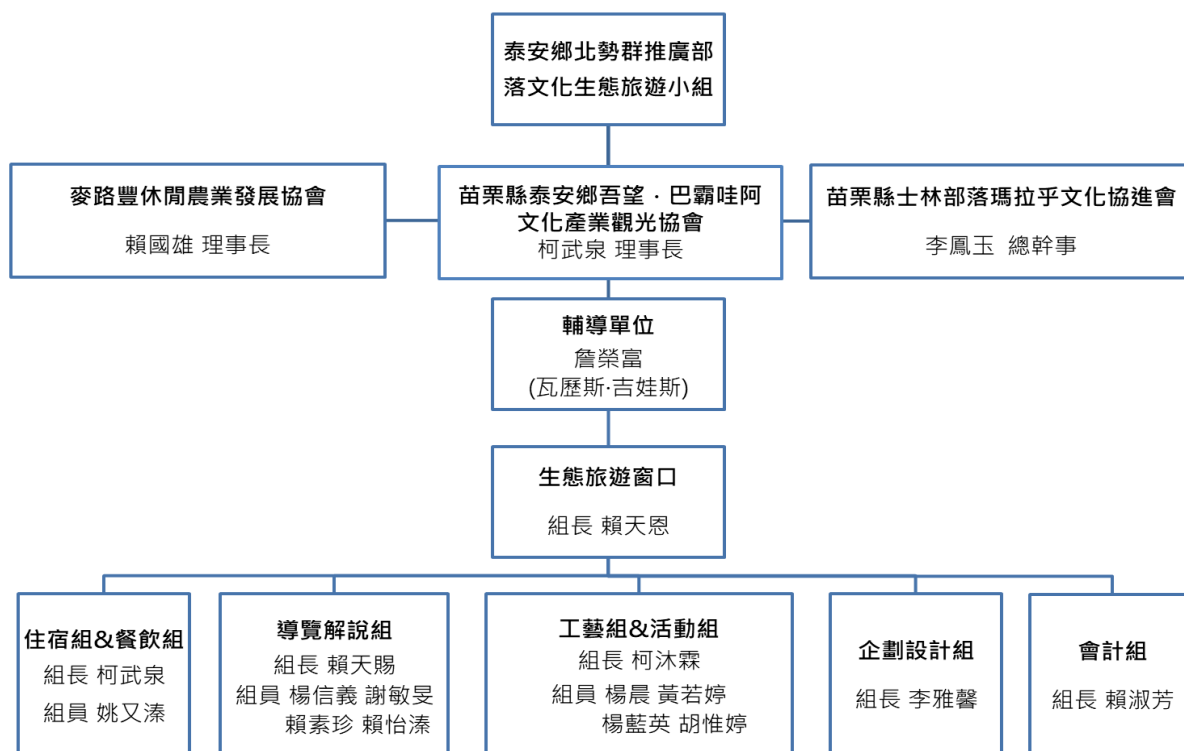 泰安鄉北勢群推廣部
落文化生態旅遊小組
麥路豐休閒農業發展協會
賴國雄 理事長
苗栗縣泰安鄉吾望．巴霸哇阿
文化產業觀光協會
柯武泉 理事長
苗栗縣士林部落瑪拉乎文化協進會
李鳳玉 總幹事
輔導單位
詹榮富
(瓦歷斯·吉娃斯)
生態旅遊窗口
組長 賴天恩
住宿組&餐飲組
組長 柯武泉
組員 姚又溱
導覽解說組
組長 賴天賜
組員 楊信義 謝敏旻
賴素珍 賴怡溱
工藝組&活動組
組長 柯沐霖
組員 楊晨 黃若婷
楊藍英 胡惟婷
企劃設計組
組長 李雅馨
會計組
組長 賴淑芳